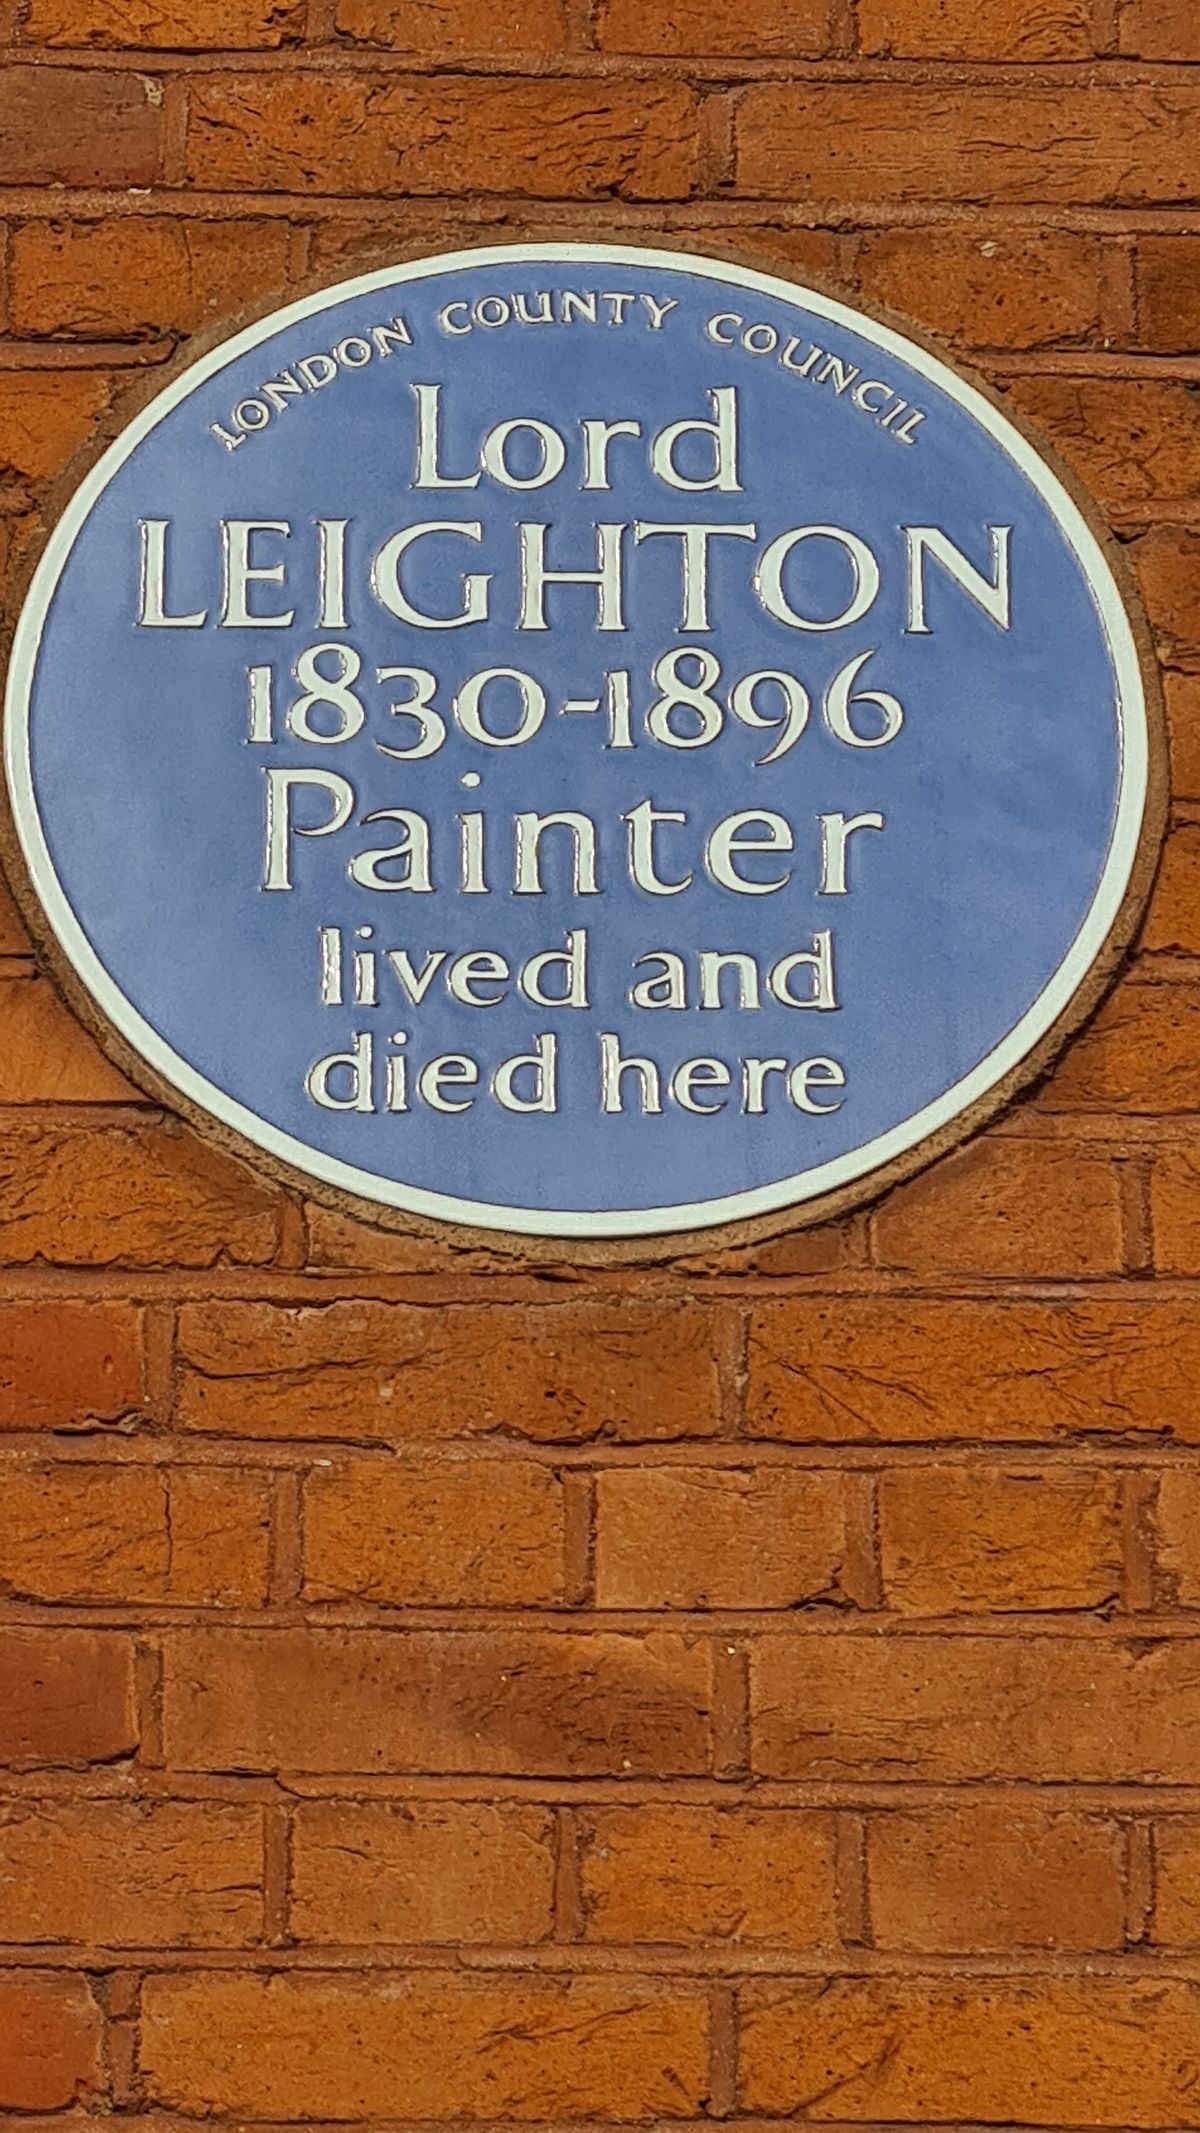 LONDON COUNTY COUNCIL
Lord
LEIGHTON
1830-1896
Painter
lived and
died here